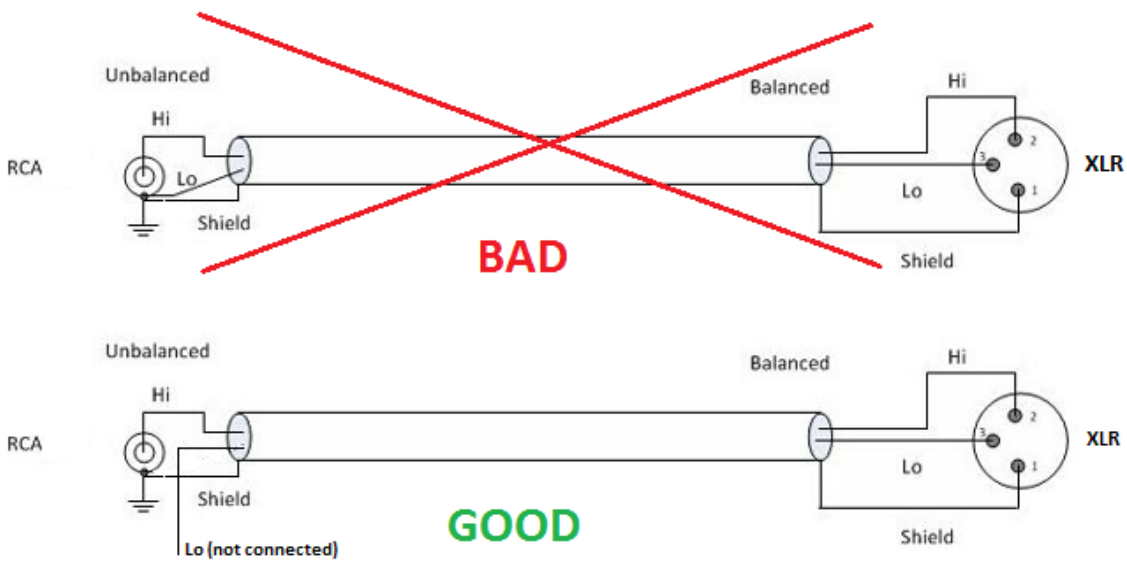 Unbalanced
Balanced
Hi
Hi
2
RCA
Lo
3
XLR
Lo
1
Shield
BAD
Shield
Unbalanced
Balanced
Hi
Hi
2
RCA
3
XLR
Lo
1
Shield
GOOD
Shield
Lo (not connected)